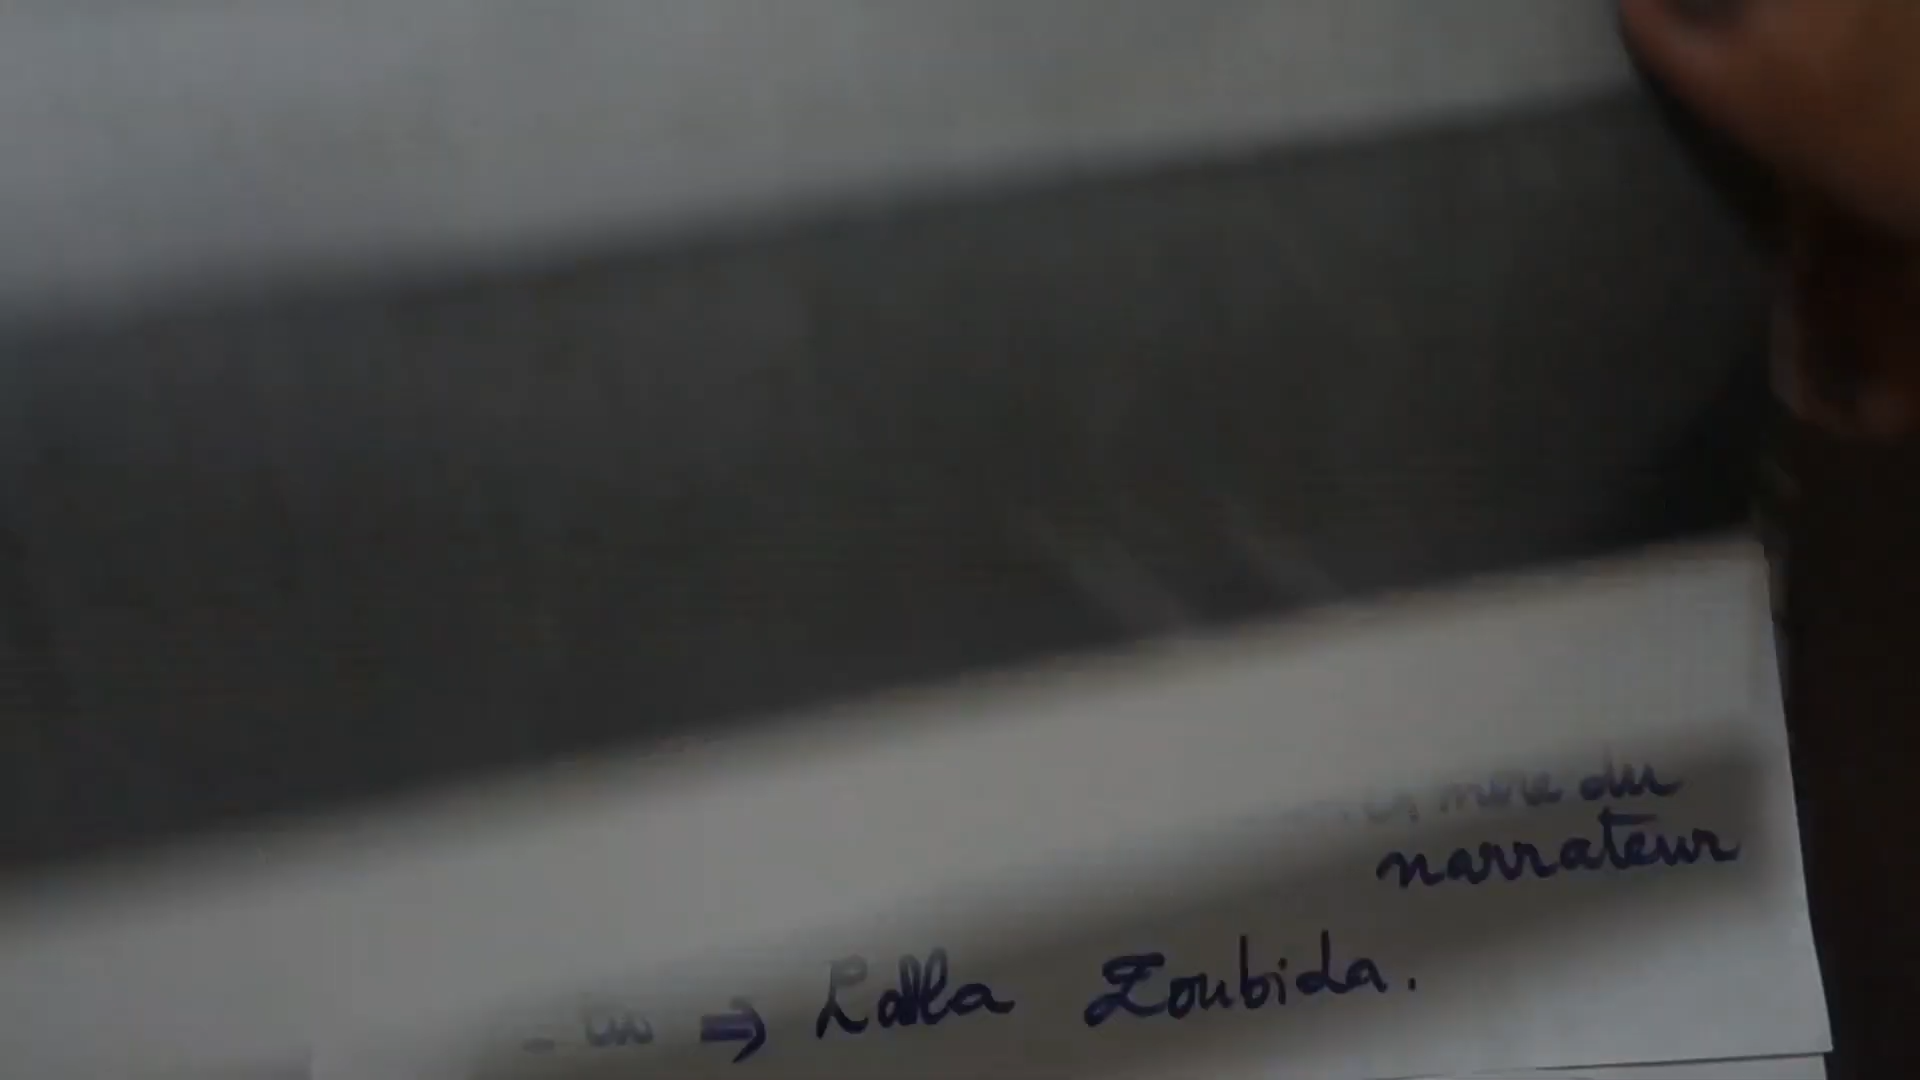 mère du
narrateur
⇒ Lalla Zoubida.